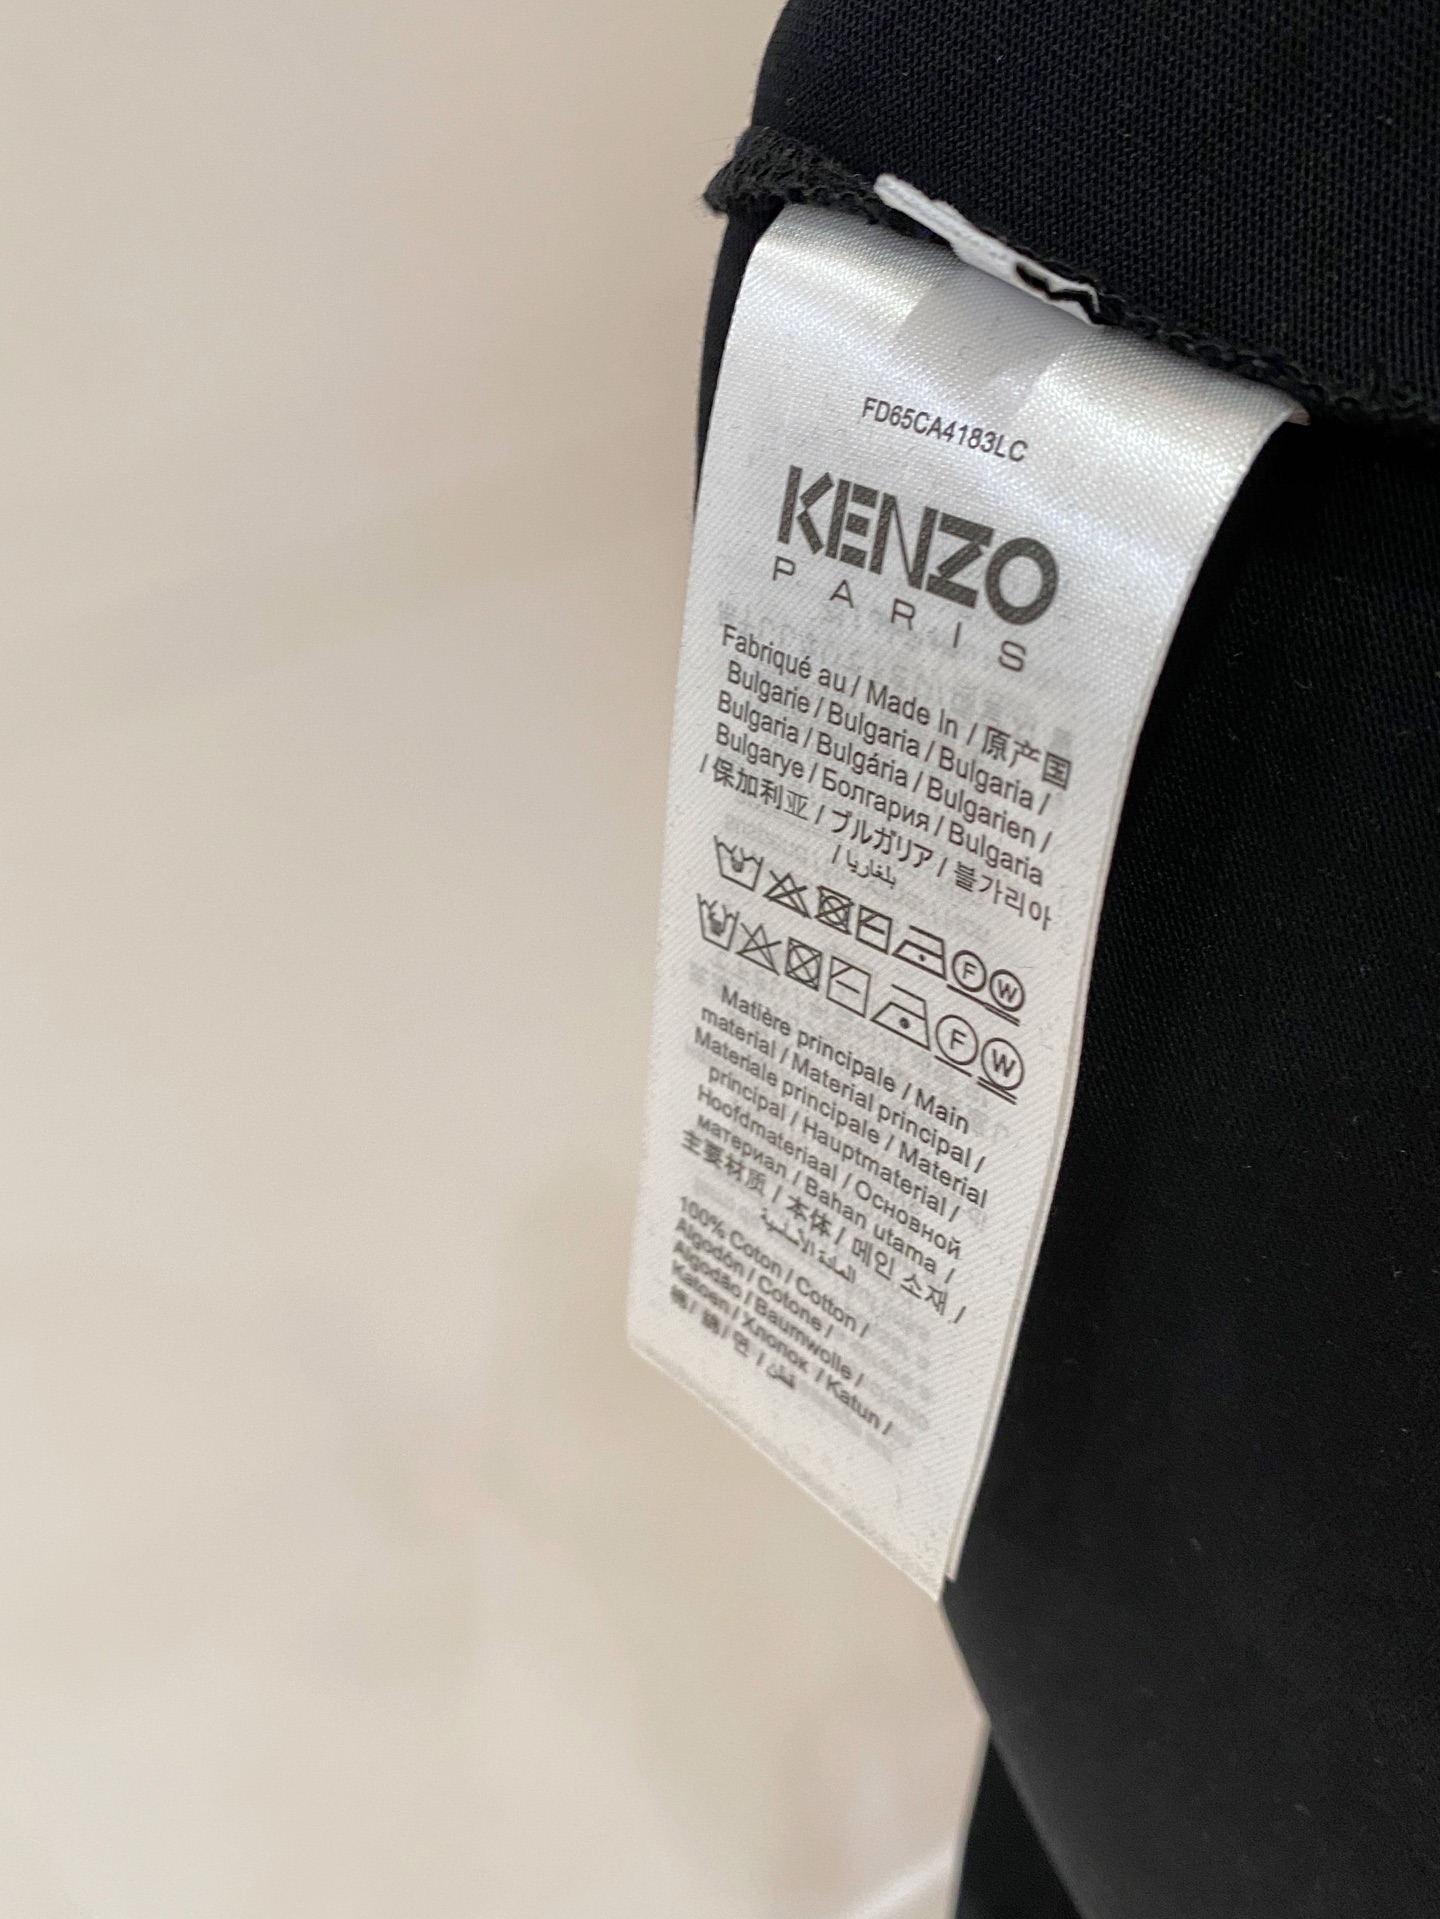 FD65CA4183LC
KENZO
PARIS
Fabriqué au / Made In / 原产国
Bulgarie / Bulgaria / Bulgaria /
Bulgaria / Bulgária / Bulgarien /
Bulgarye / Болгария / Bulgaria
/ 保加利亚 / ブルガリア / 불가리아
/ بلغاريا
F W
F W
Matière principale / Main
material / Material principal /
Materiale principale / Material
principal / Hauptmaterial /
Hoofdmateriaal / Основной
материал / Bahan utama /
主要材质 / 本体 / 메인 소재 /
المادة الأساسية
100% Coton / Cotton /
Algodón / Cotone /
Algodão / Baumwolle /
Katoen / Хлопок / Katun /
棉 / 綿 / 면 / قطن